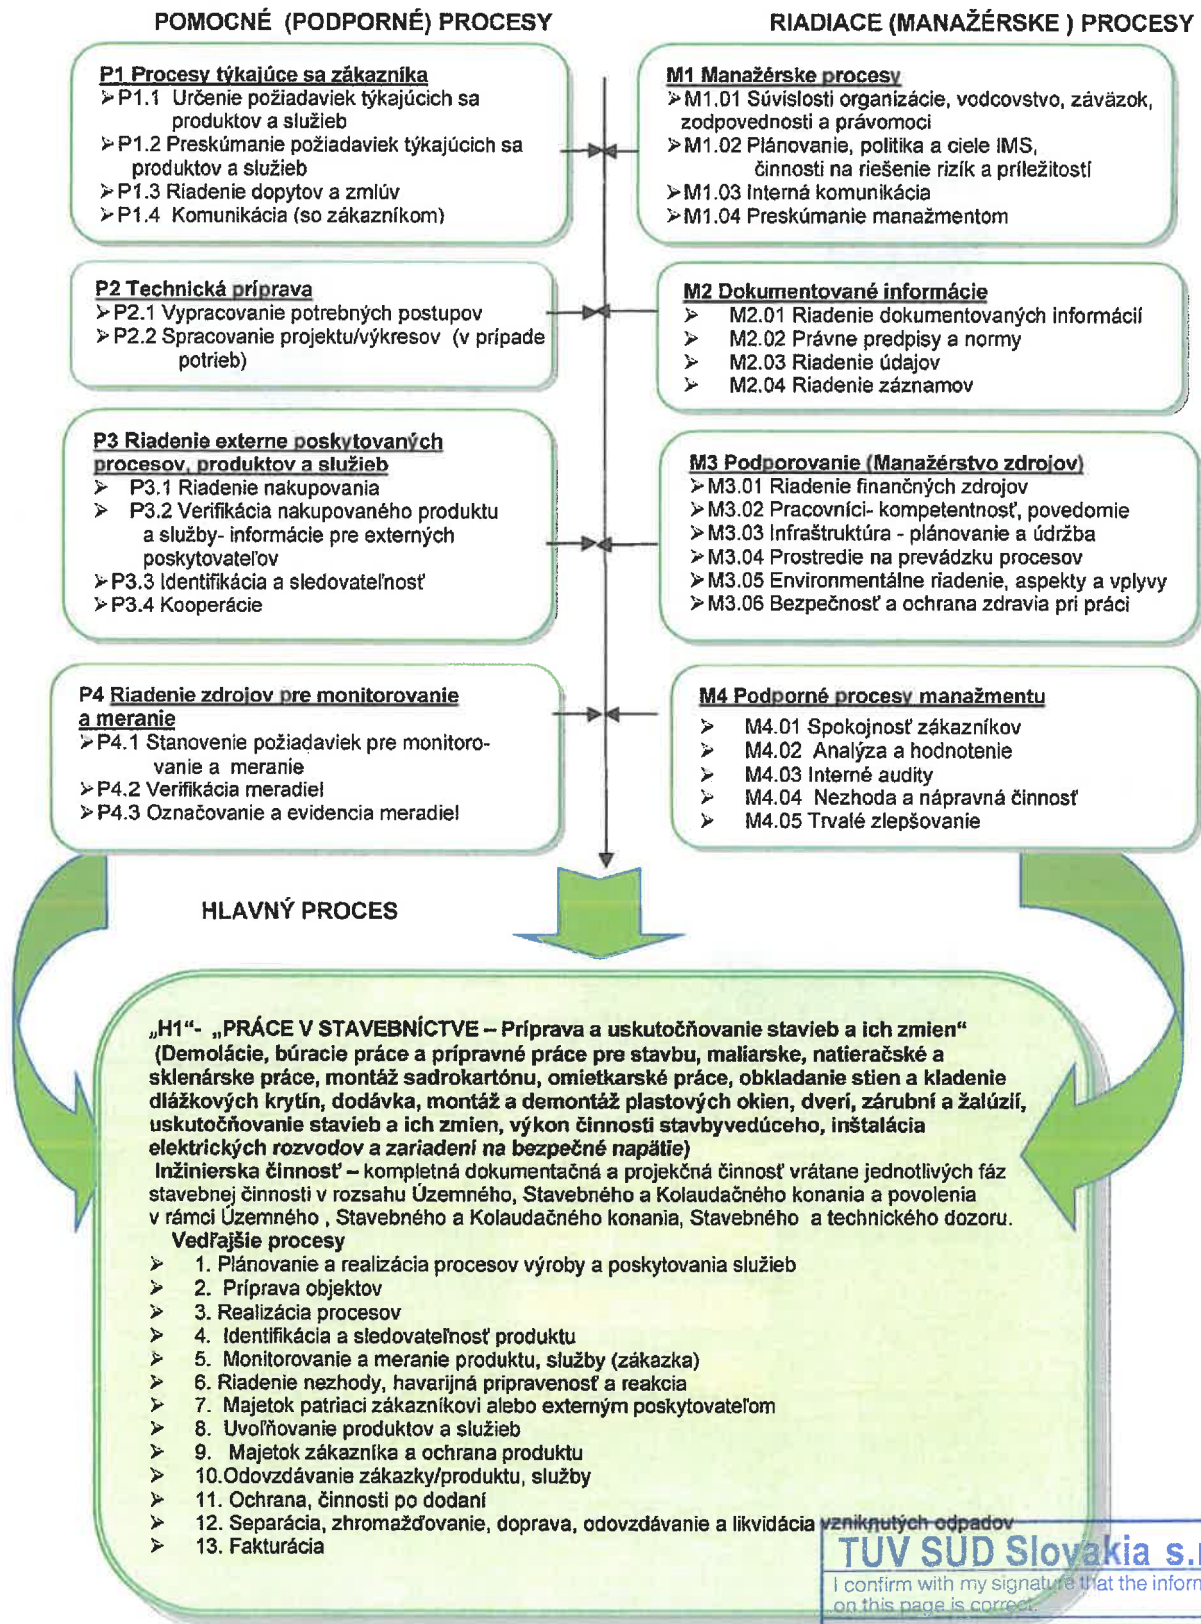 POMOCNÉ (PODPORNÉ) PROCESY
P1 Procesy týkajúce sa zákazníka
➢P1.1 Určenie požiadaviek týkajúcich sa
produktov a služieb
➢P1.2 Preskúmanie požiadaviek týkajúcich sa
produktov a služieb
➢P1.3 Riadenie dopytov a zmlúv
➢P1.4 Komunikácia (so zákazníkom)
P2 Technická príprava
➢P2.1 Vypracovanie potrebných postupov
➢P2.2 Spracovanie projektu/výkresov (v prípade
potrieb)
P3 Riadenie externe poskytovaných
procesov, produktov a služieb
➢ P3.1 Riadenie nakupovania
➢ P3.2 Verifikácia nakupovaného produktu
a služby- informácie pre externých
poskytovateľov
➢P3.3 Identifikácia a sledovateľnosť
➢P3.4 Kooperácie
P4 Riadenie zdrojov pre monitorovanie
a meranie
➢P4.1 Stanovenie požiadaviek pre monitoro-
vanie a meranie
➢P4.2 Verifikácia meradiel
➢P4.3 Označovanie a evidencia meradiel
RIADIACE (MANAŽÉRSKE ) PROCESY
M1 Manažérske procesy
➢M1.01 Súvislosti organizácie, vodcovstvo, záväzok,
zodpovednosti a právomoci
➢M1.02 Plánovanie, politika a ciele IMS,
činnosti na riešenie rizík a príležitostí
➢M1.03 Interná komunikácia
➢M1.04 Preskúmanie manažmentom
M2 Dokumentované informácie
➢ M2.01 Riadenie dokumentovaných informácií
➢ M2.02 Právne predpisy a normy
➢ M2.03 Riadenie údajov
➢ M2.04 Riadenie záznamov
M3 Podporovanie (Manažérstvo zdrojov)
➢M3.01 Riadenie finančných zdrojov
➢M3.02 Pracovníci- kompetentnosť, povedomie
➢M3.03 Infraštruktúra - plánovanie a údržba
➢M3.04 Prostredie na prevádzku procesov
➢M3.05 Environmentálne riadenie, aspekty a vplyvy
➢M3.06 Bezpečnosť a ochrana zdravia pri práci
M4 Podporné procesy manažmentu
➢ M4.01 Spokojnosť zákazníkov
➢ M4.02 Analýza a hodnotenie
➢ M4.03 Interné audity
➢ M4.04 Nezhoda a nápravná činnosť
➢ M4.05 Trvalé zlepšovanie
HLAVNÝ PROCES
„H1“- „PRÁCE V STAVEBNÍCTVE – Príprava a uskutočňovanie stavieb a ich zmien“
(Demolácie, búracie práce a prípravné práce pre stavbu, maliarske, natieračské a
sklenárske práce, montáž sadrokartónu, omietkarské práce, obkladanie stien a kladenie
dlážkových krytín, dodávka, montáž a demontáž plastových okien, dverí, zárubní a žalúzií,
uskutočňovanie stavieb a ich zmien, výkon činnosti stavbyvedúceho, inštalácia
elektrických rozvodov a zariadení na bezpečné napätie)
Inžinierska činnosť – kompletná dokumentačná a projekčná činnosť vrátane jednotlivých fáz
stavebnej činnosti v rozsahu Územného, Stavebného a Kolaudačného konania a povolenia
v rámci Územného , Stavebného a Kolaudačného konania, Stavebného a technického dozoru.
Vedľajšie procesy
➢ 1. Plánovanie a realizácia procesov výroby a poskytovania služieb
➢ 2. Príprava objektov
➢ 3. Realizácia procesov
➢ 4. Identifikácia a sledovateľnosť produktu
➢ 5. Monitorovanie a meranie produktu, služby (zákazka)
➢ 6. Riadenie nezhody, havarijná pripravenosť a reakcia
➢ 7. Majetok patriaci zákazníkovi alebo externým poskytovateľom
➢ 8. Uvoľňovanie produktov a služieb
➢ 9. Majetok zákazníka a ochrana produktu
➢ 10.Odovzdávanie zákazky/produktu, služby
➢ 11. Ochrana, činnosti po dodaní
➢ 12. Separácia, zhromažďovanie, doprava, odovzdávanie a likvidácia vzniknutých odpadov
➢ 13. Fakturácia
TÜV SÜD Slovakia s.r
I confirm with my signature that the inform
on this page is correct.